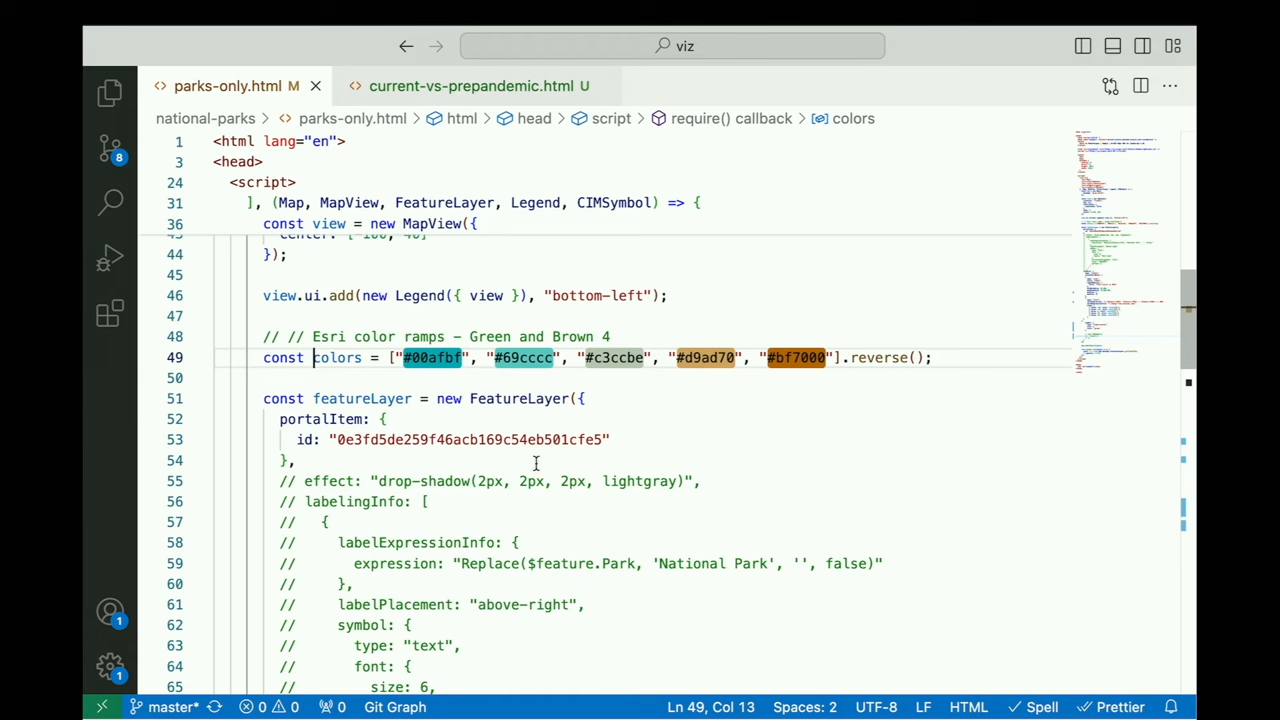 viz
parks-only.html M
current-vs-prepandemic.html U
national-parks > parks-only.html > html > head > script > require() callback > colors
1 <html lang="en">
3 <head>
24 <script>
31 ], (Map, MapView, FeatureLayer, Legend, CIMSymbol) => {
36 const view = new MapView({
44 });
45
46 view.ui.add(new Legend({ view }), "bottom-left");
47
48 // // Esri color ramps - Green and Brown 4
49 const colors = ["#00afbf", "#69cccc", "#c3ccbe", "#d9ad70", "#bf7000"].reverse();
50
51 const featureLayer = new FeatureLayer({
52 portalItem: {
53 id: "0e3fd5de259f46acb169c54eb501cfe5"
54 },
55 // effect: "drop-shadow(2px, 2px, 2px, lightgray)",
56 // labelingInfo: [
57 // {
58 // labelExpressionInfo: {
59 // expression: "Replace($feature.Park, 'National Park', '', false)"
60 // },
61 // labelPlacement: "above-right",
62 // symbol: {
63 // type: "text",
64 // font: {
65 // size: 6,
8
1
1
master* 0 0 0 Git Graph Ln 49, Col 13 Spaces: 2 UTF-8 LF HTML Spell Prettier